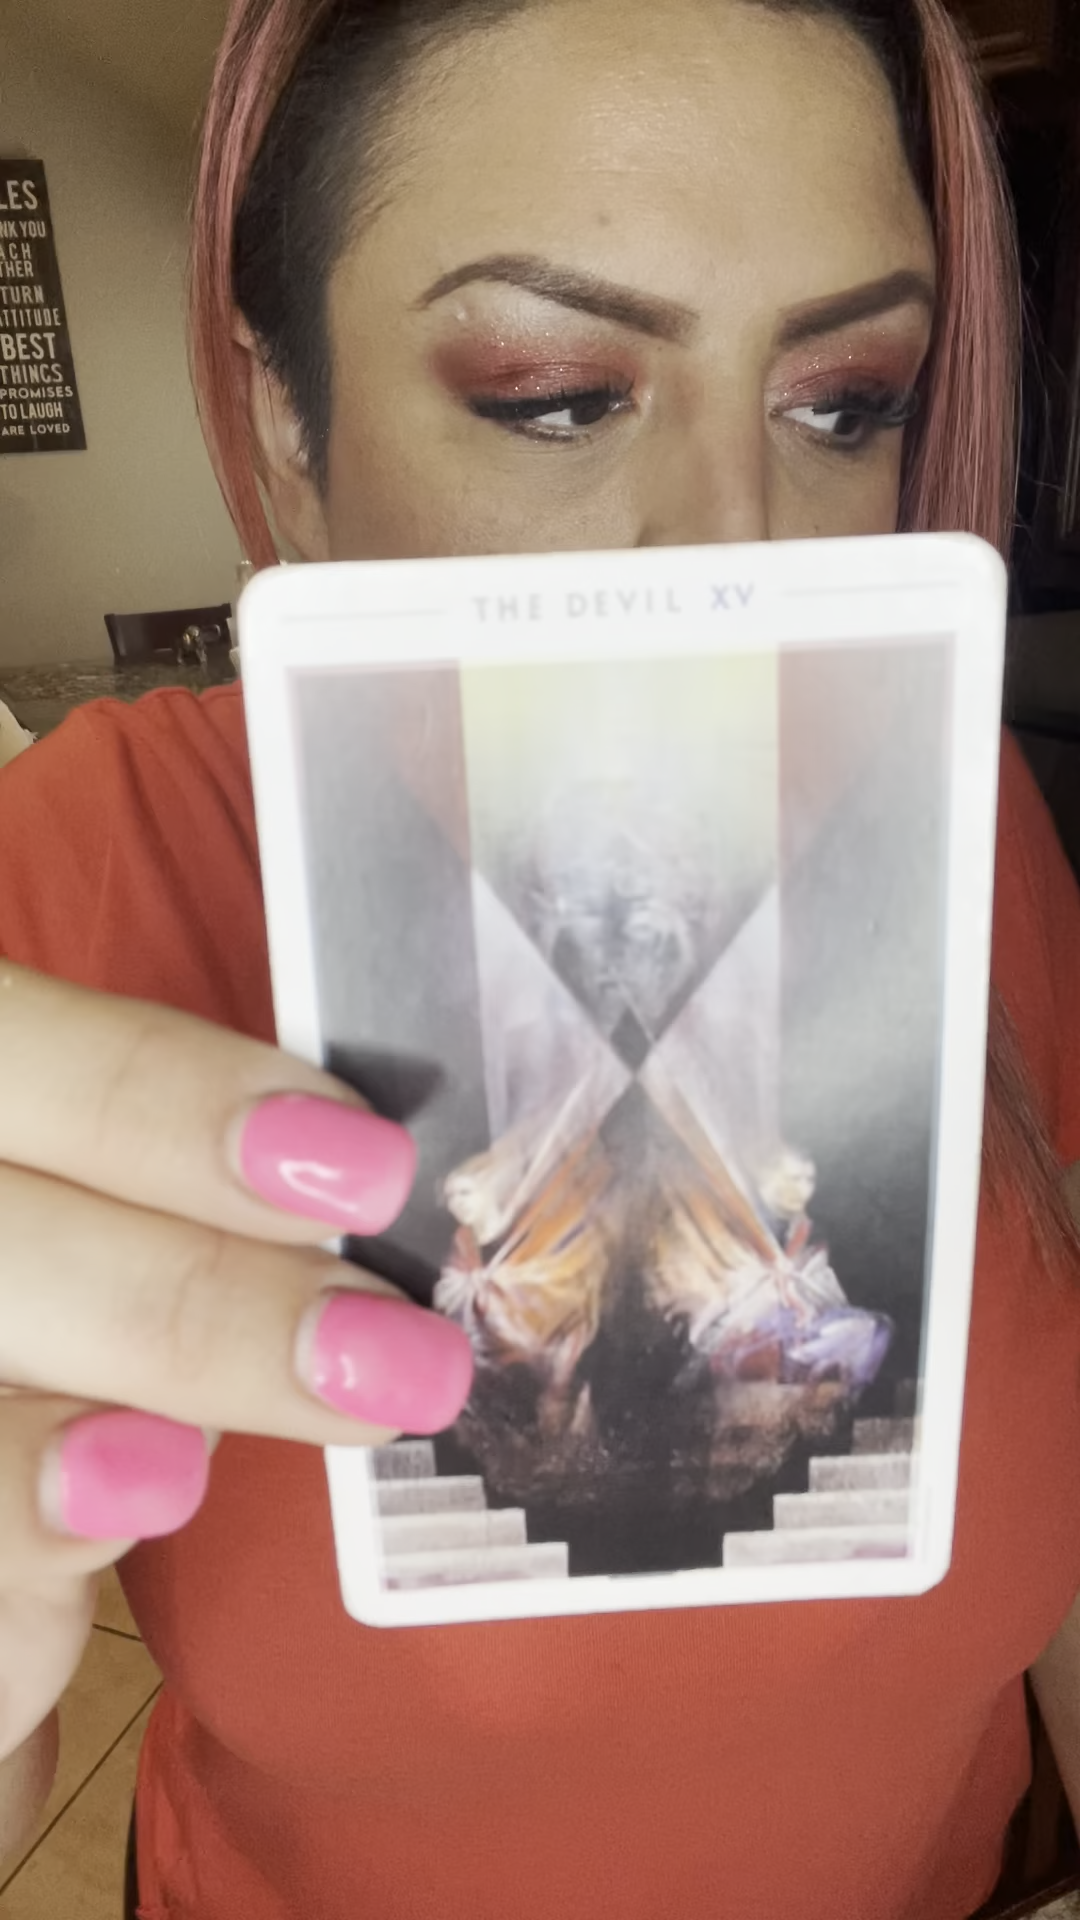 LES
NK YOU
ACH
THER
TURN
ATTITUDE
BEST
THINGS
PROMISES
TO LAUGH
ARE LOVED
THE DEVIL XV